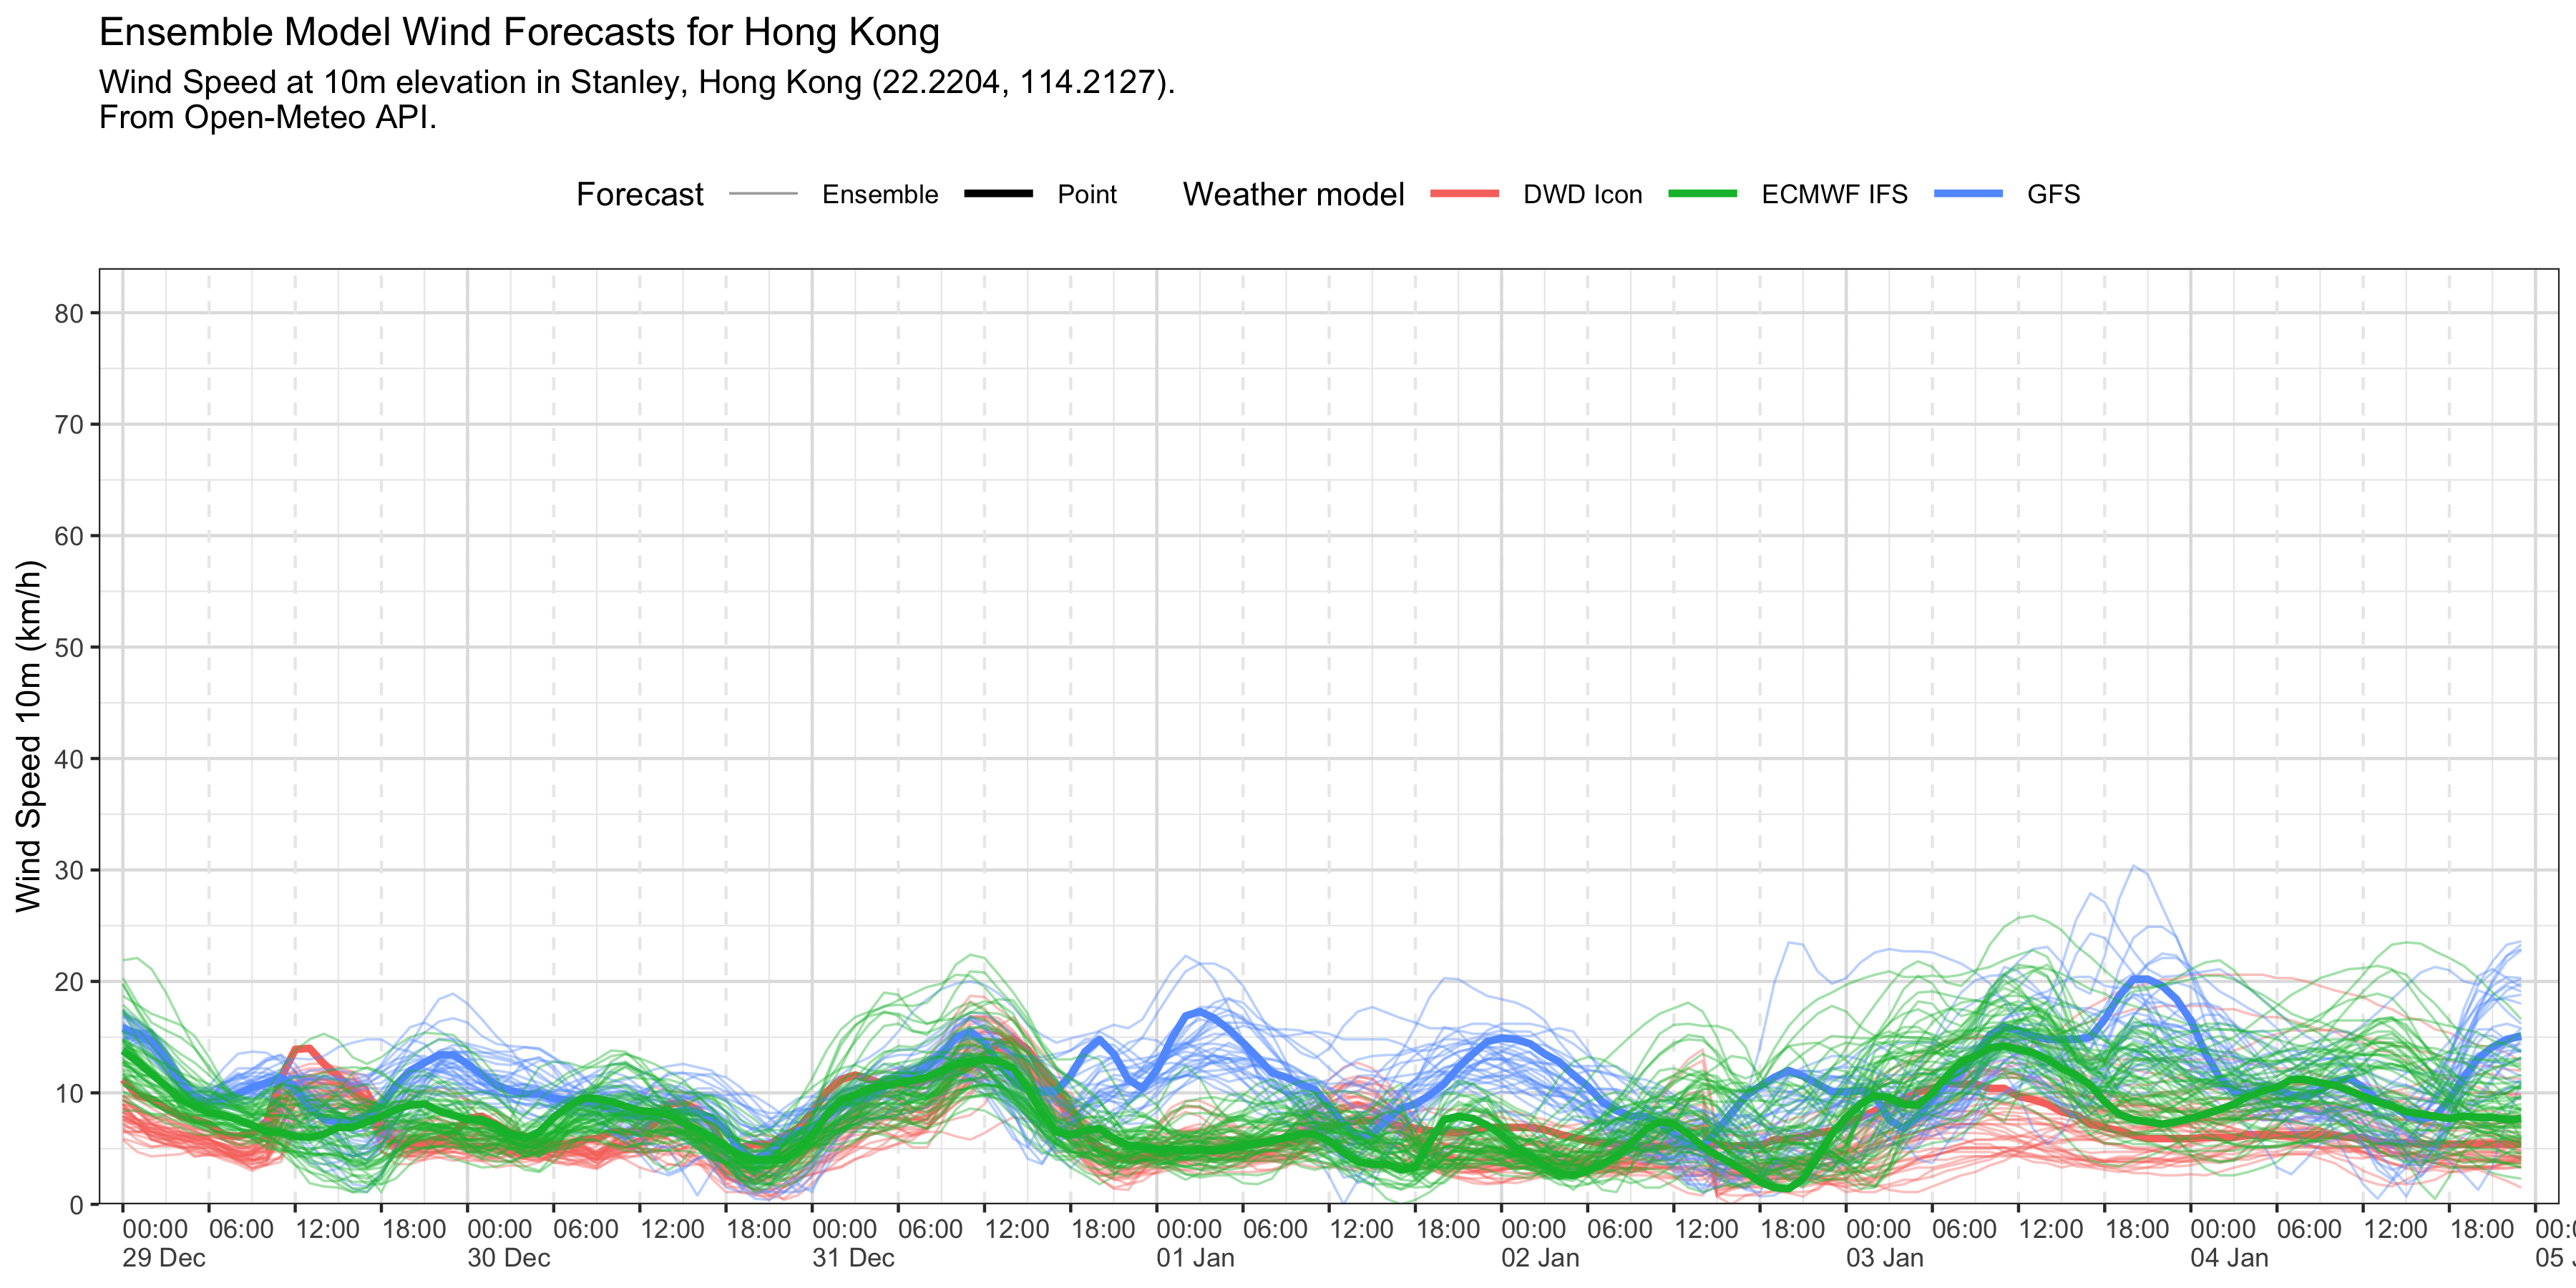 Ensemble Model Wind Forecasts for Hong Kong
Wind Speed at 10m elevation in Stanley, Hong Kong (22.2204, 114.2127).
From Open-Meteo API.
Forecast Ensemble Point Weather model DWD Icon ECMWF IFS GFS
Wind Speed 10m (km/h)
80
70
60
50
40
30
20
10
0
00:00 06:00 12:00 18:00 00:00 06:00 12:00 18:00 00:00 06:00 12:00 18:00 00:00 06:00 12:00 18:00 00:00 06:00 12:00 18:00 00:00 06:00 12:00 18:00 00:00 06:00 12:00 18:00 00:0
29 Dec 30 Dec 31 Dec 01 Jan 02 Jan 03 Jan 04 Jan 05